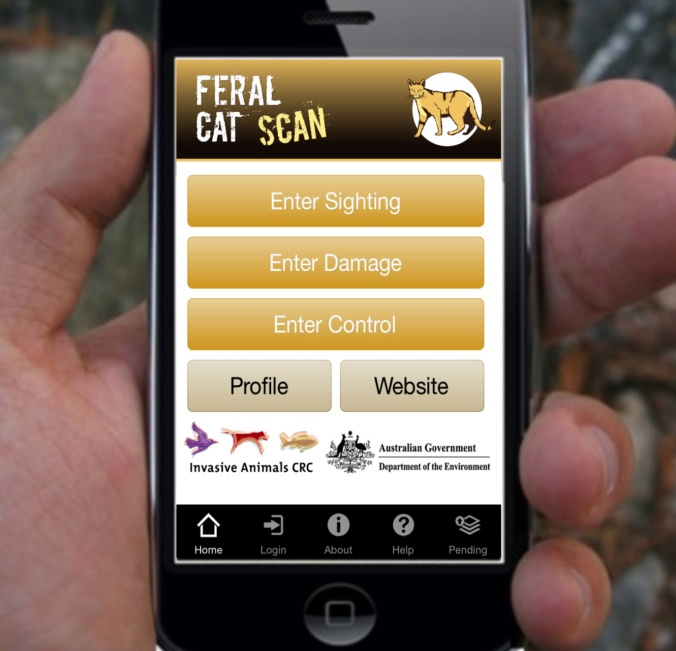 FERAL
CAT SCAN
Enter Sighting
Enter Damage
Enter Control
Profile Website
Invasive Animals CRC
Australian Government
Department of the Environment
Home Login About Help Pending